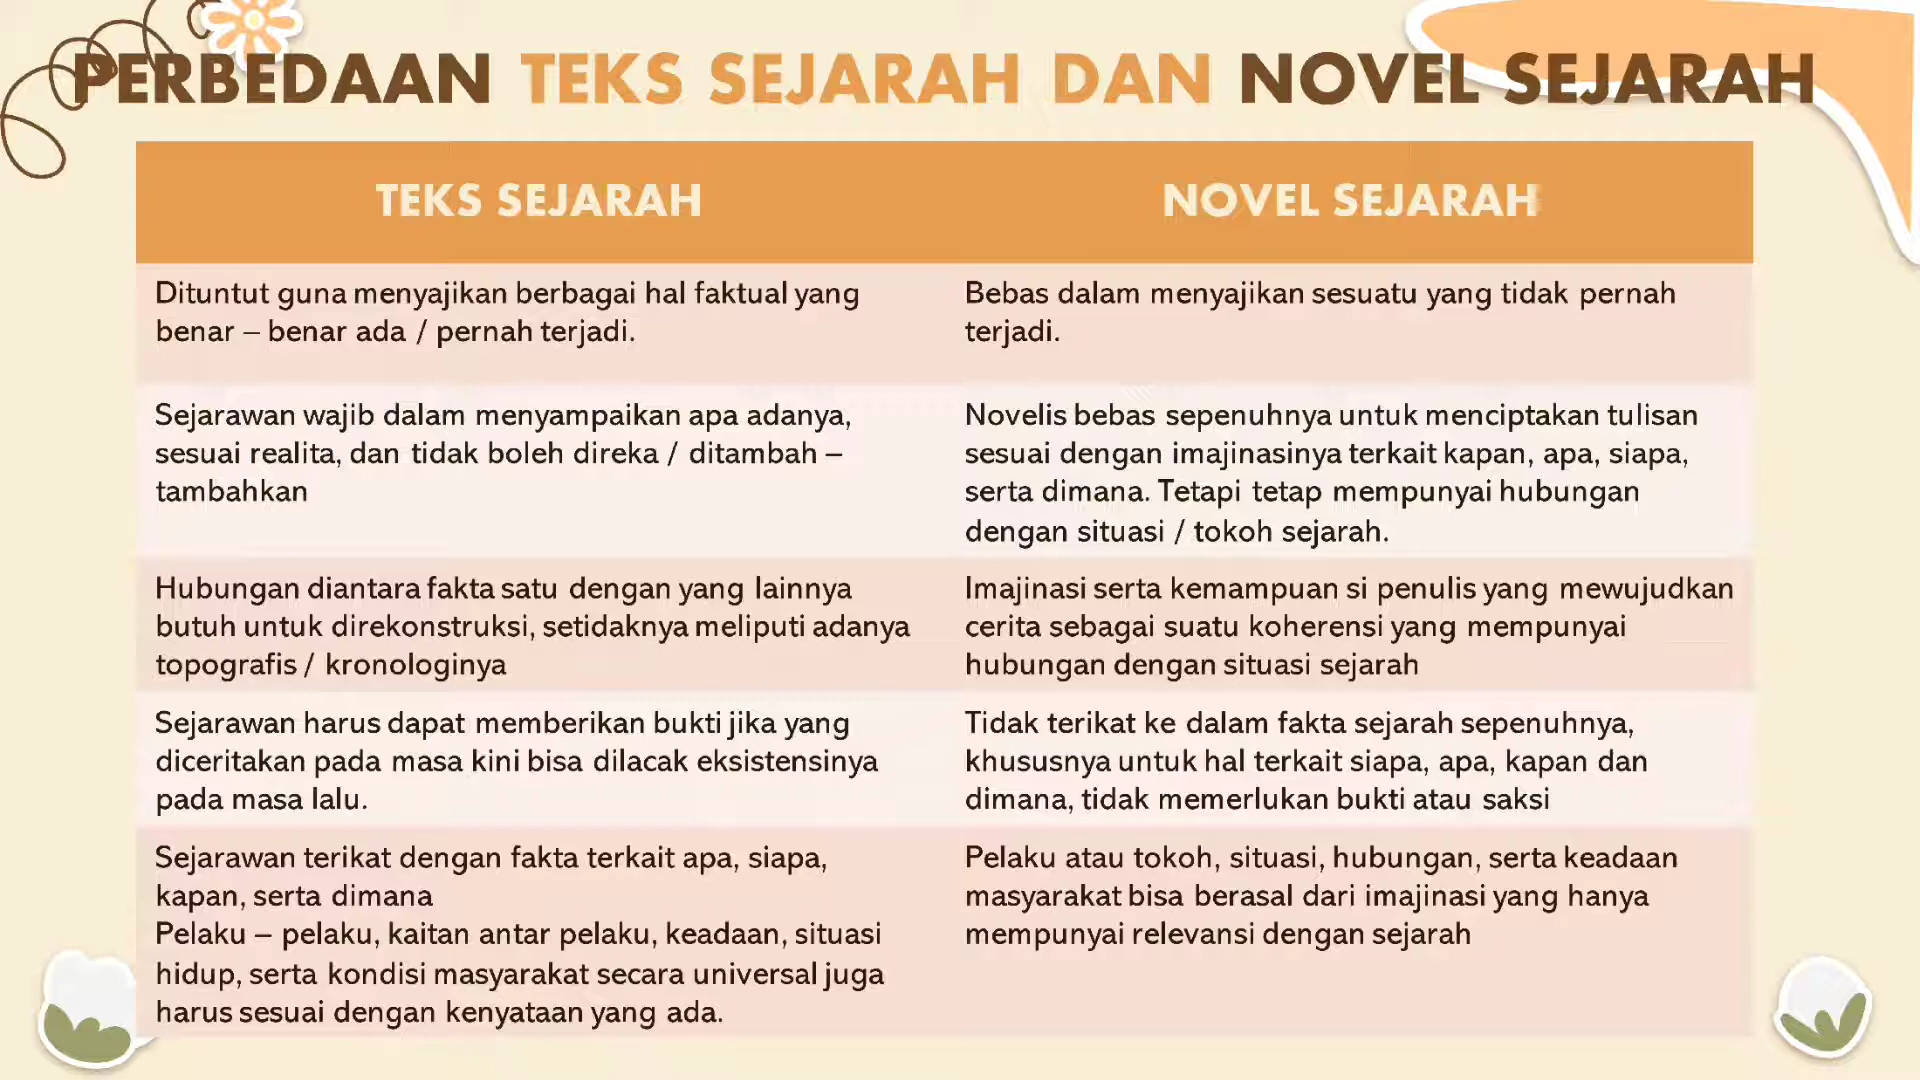 PERBEDAAN TEKS SEJARAH DAN NOVEL SEJARAH
TEKS SEJARAH
NOVEL SEJARAH
Dituntut guna menyajikan berbagai hal faktual yang
benar – benar ada / pernah terjadi.
Bebas dalam menyajikan sesuatu yang tidak pernah
terjadi.
Sejarawan wajib dalam menyampaikan apa adanya,
sesuai realita, dan tidak boleh direka / ditambah –
tambahkan
Novelis bebas sepenuhnya untuk menciptakan tulisan
sesuai dengan imajinasinya terkait kapan, apa, siapa,
serta dimana. Tetapi tetap mempunyai hubungan
dengan situasi / tokoh sejarah.
Hubungan diantara fakta satu dengan yang lainnya
butuh untuk direkonstruksi, setidaknya meliputi adanya
topografis / kronologinya
Imajinasi serta kemampuan si penulis yang mewujudkan
cerita sebagai suatu koherensi yang mempunyai
hubungan dengan situasi sejarah
Sejarawan harus dapat memberikan bukti jika yang
diceritakan pada masa kini bisa dilacak eksistensinya
pada masa lalu.
Tidak terikat ke dalam fakta sejarah sepenuhnya,
khususnya untuk hal terkait siapa, apa, kapan dan
dimana, tidak memerlukan bukti atau saksi
Sejarawan terikat dengan fakta terkait apa, siapa,
kapan, serta dimana
Pelaku – pelaku, kaitan antar pelaku, keadaan, situasi
hidup, serta kondisi masyarakat secara universal juga
harus sesuai dengan kenyataan yang ada.
Pelaku atau tokoh, situasi, hubungan, serta keadaan
masyarakat bisa berasal dari imajinasi yang hanya
mempunyai relevansi dengan sejarah